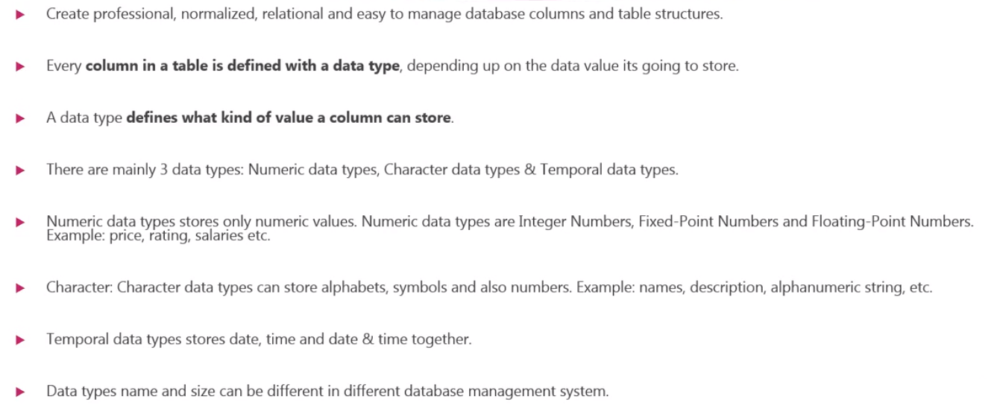 Create professional, normalized, relational and easy to manage database columns and table structures.
Every column in a table is defined with a data type, depending up on the data value its going to store.
A data type defines what kind of value a column can store.
There are mainly 3 data types: Numeric data types, Character data types & Temporal data types.
Numeric data types stores only numeric values. Numeric data types are Integer Numbers, Fixed-Point Numbers and Floating-Point Numbers.
Example: price, rating, salaries etc.
Character: Character data types can store alphabets, symbols and also numbers. Example: names, description, alphanumeric string, etc.
Temporal data types stores date, time and date & time together.
Data types name and size can be different in different database management system.